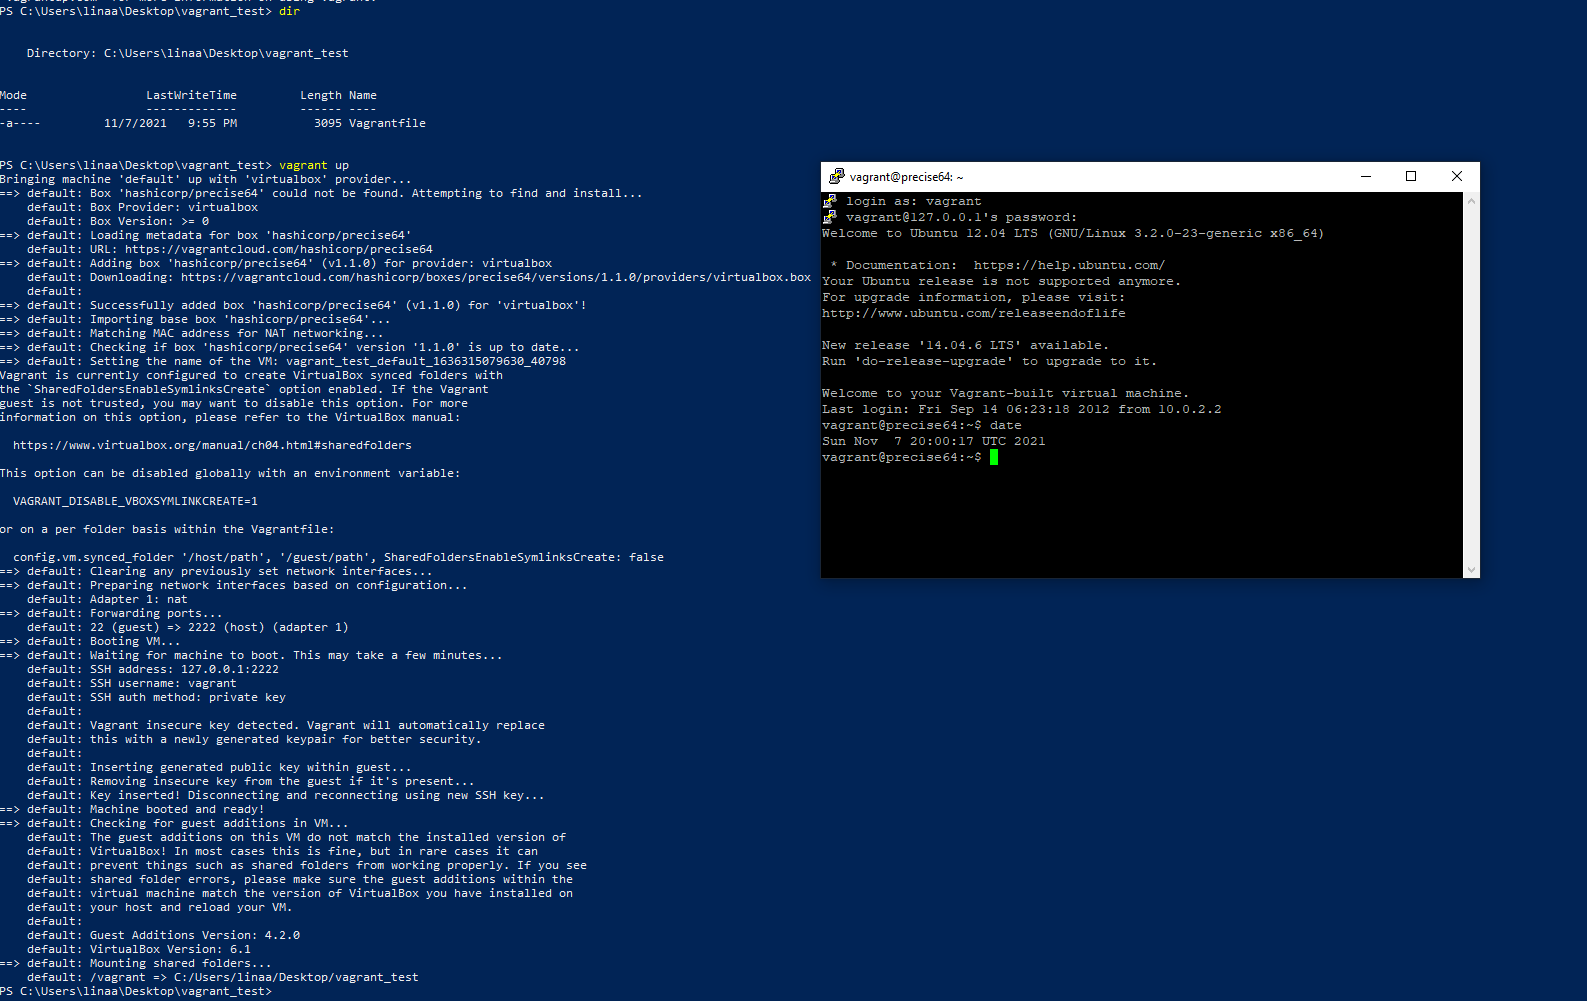 PS C:\Users\linaa\Desktop\vagrant_test> dir
Directory: C:\Users\linaa\Desktop\vagrant_test
Mode                 LastWriteTime         Length Name
----                 -------------         ------ ----
-a----         11/7/2021   9:55 PM           3095 Vagrantfile
PS C:\Users\linaa\Desktop\vagrant_test> vagrant up
Bringing machine 'default' up with 'virtualbox' provider...
==> default: Box 'hashicorp/precise64' could not be found. Attempting to find and install...
    default: Box Provider: virtualbox
    default: Box Version: >= 0
==> default: Loading metadata for box 'hashicorp/precise64'
    default: URL: https://vagrantcloud.com/hashicorp/precise64
==> default: Adding box 'hashicorp/precise64' (v1.1.0) for provider: virtualbox
    default: Downloading: https://vagrantcloud.com/hashicorp/boxes/precise64/versions/1.1.0/providers/virtualbox.box
    default:
==> default: Successfully added box 'hashicorp/precise64' (v1.1.0) for 'virtualbox'!
==> default: Importing base box 'hashicorp/precise64'...
==> default: Matching MAC address for NAT networking...
==> default: Checking if box 'hashicorp/precise64' version '1.1.0' is up to date...
==> default: Setting the name of the VM: vagrant_test_default_1636315079630_40798
Vagrant is currently configured to create VirtualBox synced folders with
the `SharedFoldersEnableSymlinksCreate` option enabled. If the Vagrant
guest is not trusted, you may want to disable this option. For more
information on this option, please refer to the VirtualBox manual:
https://www.virtualbox.org/manual/ch04.html#sharedfolders
This option can be disabled globally with an environment variable:
VAGRANT_DISABLE_VBOXSYMLINKCREATE=1
or on a per folder basis within the Vagrantfile:
config.vm.synced_folder '/host/path', '/guest/path', SharedFoldersEnableSymlinksCreate: false
==> default: Clearing any previously set network interfaces...
==> default: Preparing network interfaces based on configuration...
    default: Adapter 1: nat
==> default: Forwarding ports...
    default: 22 (guest) => 2222 (host) (adapter 1)
==> default: Booting VM...
==> default: Waiting for machine to boot. This may take a few minutes...
    default: SSH address: 127.0.0.1:2222
    default: SSH username: vagrant
    default: SSH auth method: private key
    default:
    default: Vagrant insecure key detected. Vagrant will automatically replace
    default: this with a newly generated keypair for better security.
    default:
    default: Inserting generated public key within guest...
    default: Removing insecure key from the guest if it's present...
    default: Key inserted! Disconnecting and reconnecting using new SSH key...
==> default: Machine booted and ready!
==> default: Checking for guest additions in VM...
    default: The guest additions on this VM do not match the installed version of
    default: VirtualBox! In most cases this is fine, but in rare cases it can
    default: prevent things such as shared folders from working properly. If you see
    default: shared folder errors, please make sure the guest additions within the
    default: virtual machine match the version of VirtualBox you have installed on
    default: your host and reload your VM.
    default:
    default: Guest Additions Version: 4.2.0
    default: VirtualBox Version: 6.1
==> default: Mounting shared folders...
    default: /vagrant => C:/Users/linaa/Desktop/vagrant_test
PS C:\Users\linaa\Desktop\vagrant_test>
vagrant@precise64: ~
login as: vagrant
vagrant@127.0.0.1's password:
Welcome to Ubuntu 12.04 LTS (GNU/Linux 3.2.0-23-generic x86_64)
* Documentation:  https://help.ubuntu.com/
Your Ubuntu release is not supported anymore.
For upgrade information, please visit:
http://www.ubuntu.com/releaseendoflife
New release '14.04.6 LTS' available.
Run 'do-release-upgrade' to upgrade to it.
Welcome to your Vagrant-built virtual machine.
Last login: Fri Sep 14 06:23:18 2012 from 10.0.2.2
vagrant@precise64:~$ date
Sun Nov  7 20:00:17 UTC 2021
vagrant@precise64:~$